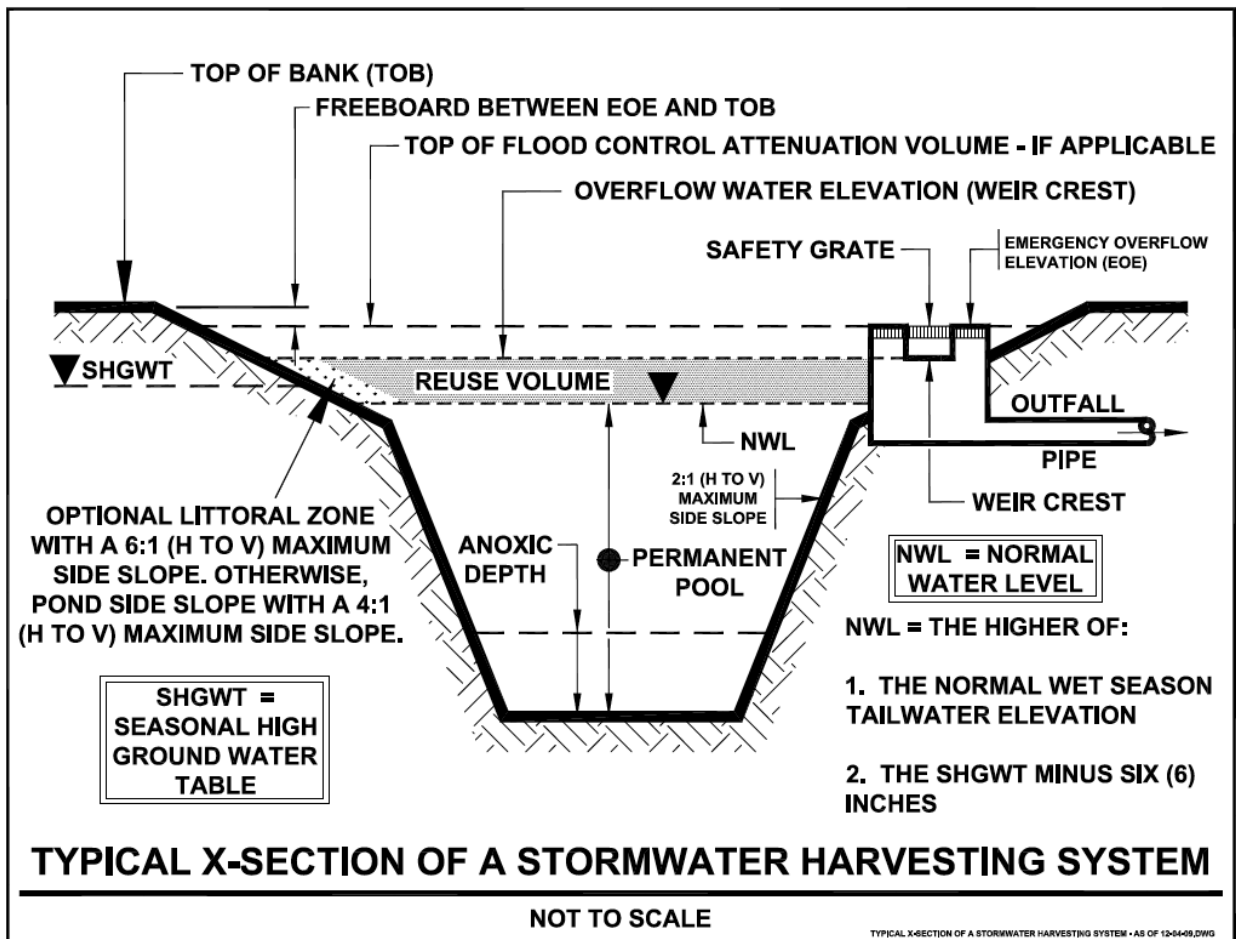 TOP OF BANK (TOB)
FREEBOARD BETWEEN EOE AND TOB
TOP OF FLOOD CONTROL ATTENUATION VOLUME - IF APPLICABLE
OVERFLOW WATER ELEVATION (WEIR CREST)
SAFETY GRATE
EMERGENCY OVERFLOW
ELEVATION (EOE)
SHGWT
REUSE VOLUME
NWL
OUTFALL
PIPE
WEIR CREST
2:1 (H TO V)
MAXIMUM
SIDE SLOPE
OPTIONAL LITTORAL ZONE
WITH A 6:1 (H TO V) MAXIMUM
SIDE SLOPE. OTHERWISE,
POND SIDE SLOPE WITH A 4:1
(H TO V) MAXIMUM SIDE SLOPE.
ANOXIC
DEPTH
PERMANENT
POOL
NWL = NORMAL
WATER LEVEL
NWL = THE HIGHER OF:
1. THE NORMAL WET SEASON
TAILWATER ELEVATION
2. THE SHGWT MINUS SIX (6)
INCHES
SHGWT =
SEASONAL HIGH
GROUND WATER
TABLE
TYPICAL X-SECTION OF A STORMWATER HARVESTING SYSTEM
NOT TO SCALE
TYPICAL X-SECTION OF A STORMWATER HARVESTING SYSTEM - AS OF 12-04-09.DWG